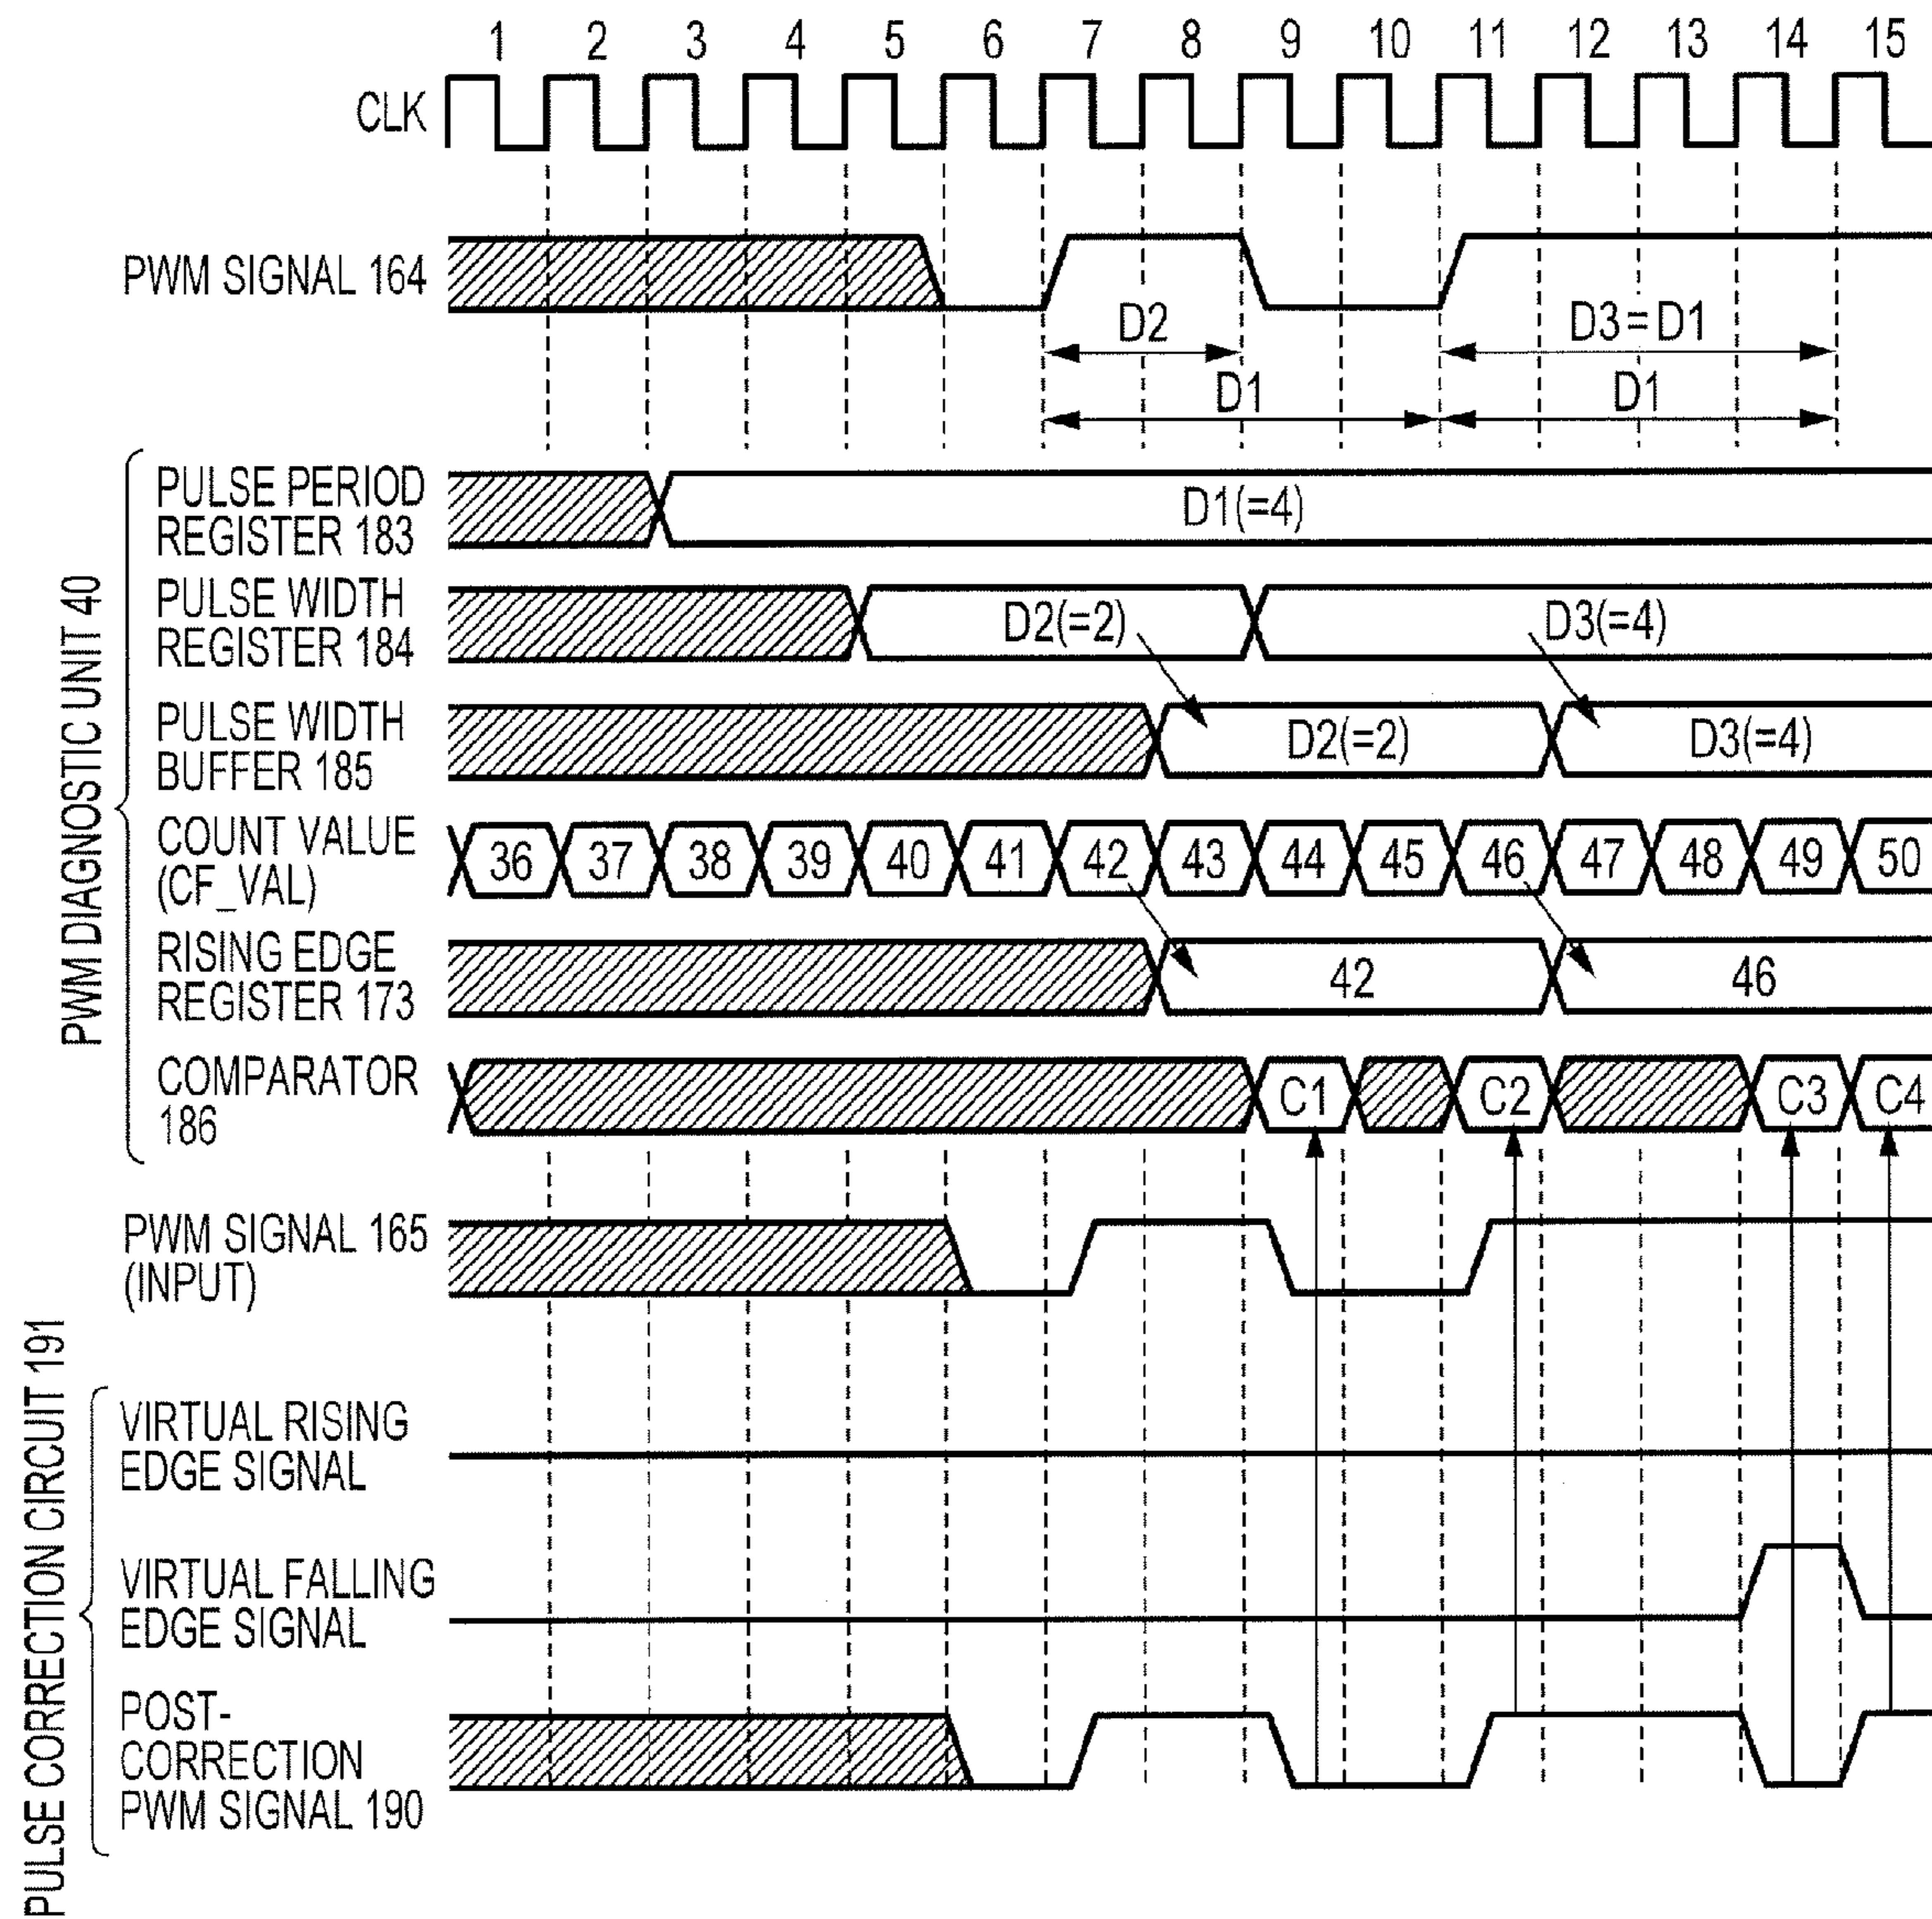 1 2 3 4 5 6 7 8 9 10 11 12 13 14 15
CLK
PWM SIGNAL 164
D2
D3=D1
D1
D1
PWM DIAGNOSTIC UNIT 40
PULSE PERIOD
REGISTER 183
D1(=4)
PULSE WIDTH
REGISTER 184
D2(=2)
D3(=4)
PULSE WIDTH
BUFFER 185
D2(=2)
D3(=4)
COUNT VALUE
(CF_VAL)
36 37 38 39 40 41 42 43 44 45 46 47 48 49 50
RISING EDGE
REGISTER 173
42
46
COMPARATOR
186
C1 C2 C3 C4
PWM SIGNAL 165
(INPUT)
PULSE CORRECTION CIRCUIT 191
VIRTUAL RISING
EDGE SIGNAL
VIRTUAL FALLING
EDGE SIGNAL
POST-
CORRECTION
PWM SIGNAL 190